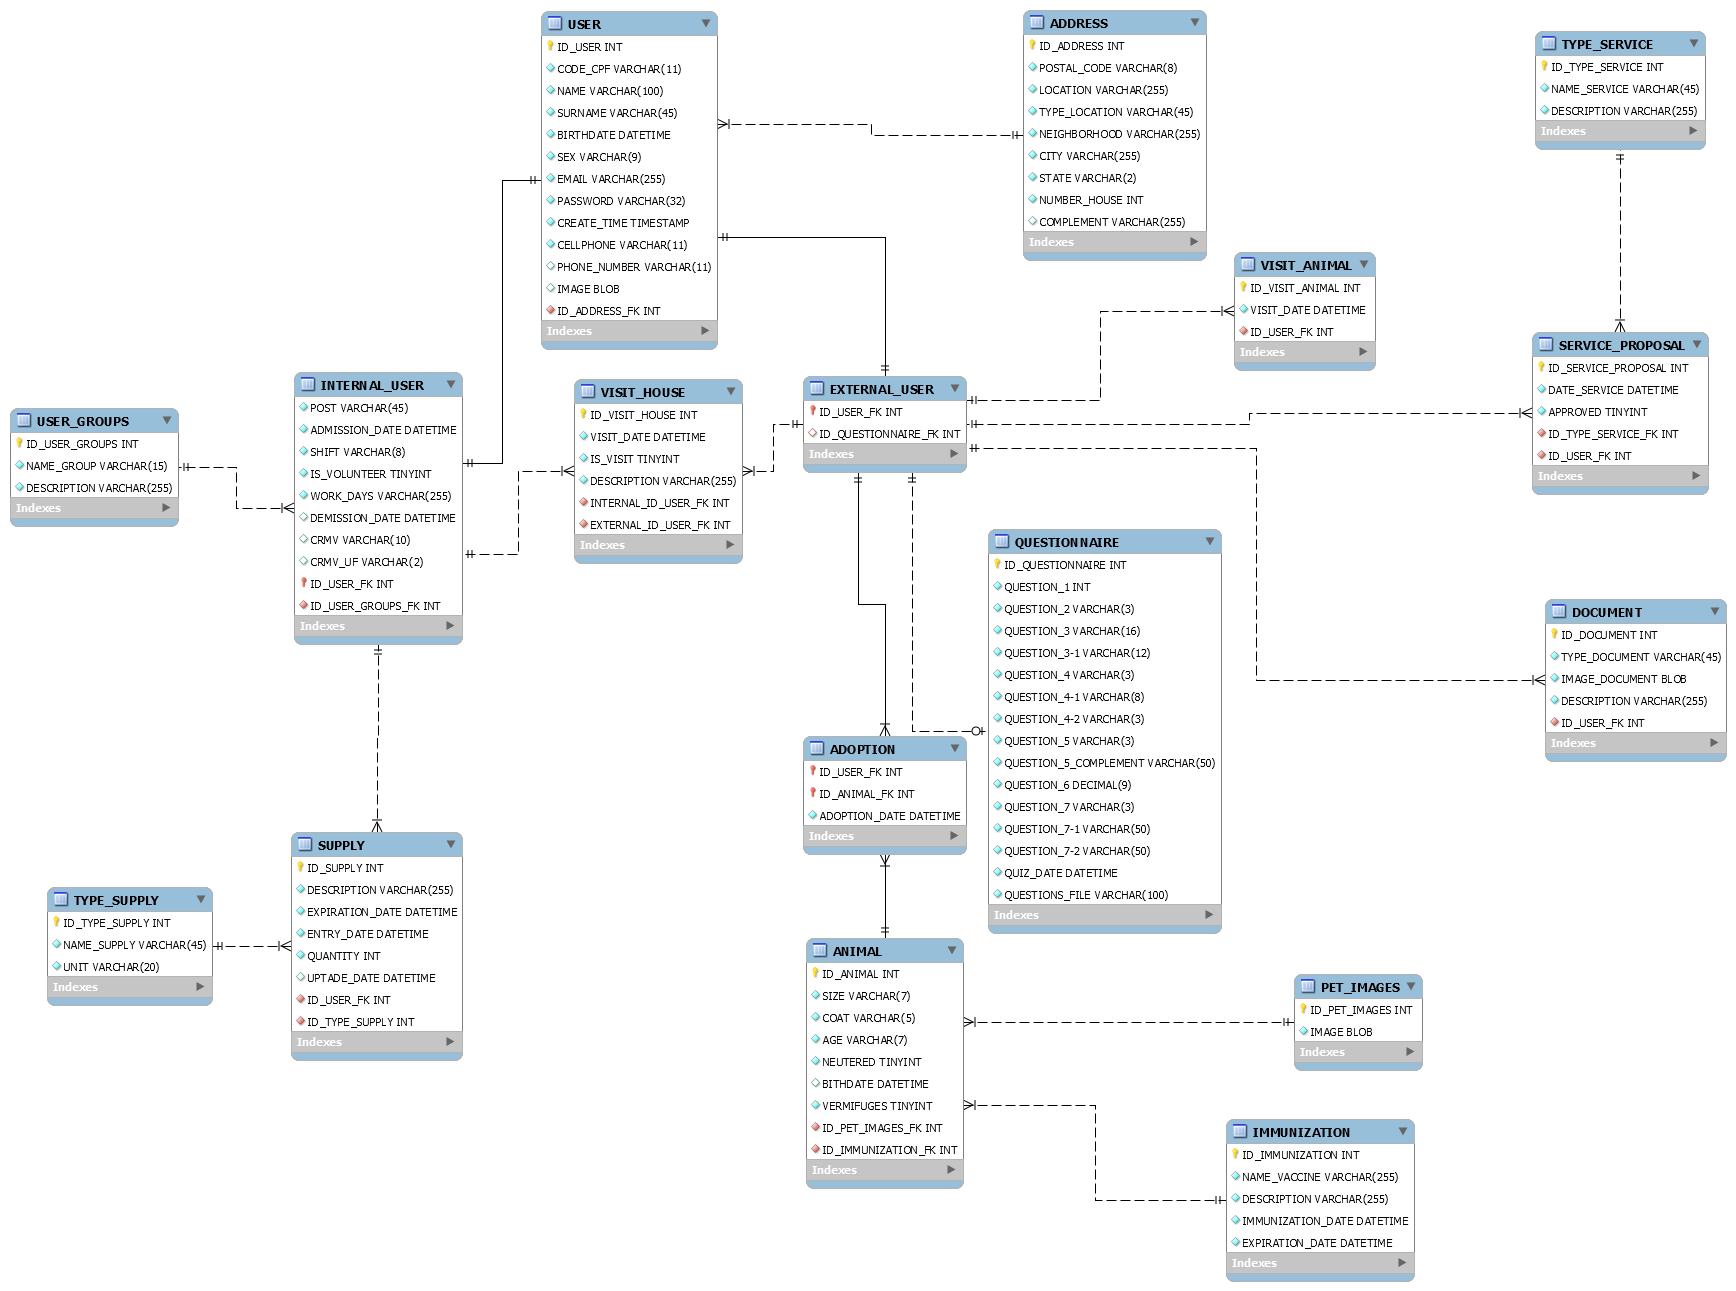 USER
ID_USER INT
CODE_CPF VARCHAR(11)
NAME VARCHAR(100)
SURNAME VARCHAR(45)
BIRTHDATE DATETIME
SEX VARCHAR(9)
EMAIL VARCHAR(255)
PASSWORD VARCHAR(32)
CREATE_TIME TIMESTAMP
CELLPHONE VARCHAR(11)
PHONE_NUMBER VARCHAR(11)
IMAGE BLOB
ID_ADDRESS_FK INT
Indexes
ADDRESS
ID_ADDRESS INT
POSTAL_CODE VARCHAR(8)
LOCATION VARCHAR(255)
TYPE_LOCATION VARCHAR(45)
NEIGHBORHOOD VARCHAR(255)
CITY VARCHAR(255)
STATE VARCHAR(2)
NUMBER_HOUSE INT
COMPLEMENT VARCHAR(255)
Indexes
TYPE_SERVICE
ID_TYPE_SERVICE INT
NAME_SERVICE VARCHAR(45)
DESCRIPTION VARCHAR(255)
Indexes
VISIT_ANIMAL
ID_VISIT_ANIMAL INT
VISIT_DATE DATETIME
ID_USER_FK INT
Indexes
SERVICE_PROPOSAL
ID_SERVICE_PROPOSAL INT
DATE_SERVICE DATETIME
APPROVED TINYINT
ID_TYPE_SERVICE_FK INT
ID_USER_FK INT
Indexes
USER_GROUPS
ID_USER_GROUPS INT
NAME_GROUP VARCHAR(15)
DESCRIPTION VARCHAR(255)
Indexes
INTERNAL_USER
POST VARCHAR(45)
ADMISSION_DATE DATETIME
SHIFT VARCHAR(8)
IS_VOLUNTEER TINYINT
WORK_DAYS VARCHAR(255)
DEMISSION_DATE DATETIME
CRMV VARCHAR(10)
CRMV_UF VARCHAR(2)
ID_USER_FK INT
ID_USER_GROUPS_FK INT
Indexes
VISIT_HOUSE
ID_VISIT_HOUSE INT
VISIT_DATE DATETIME
IS_VISIT TINYINT
DESCRIPTION VARCHAR(255)
INTERNAL_ID_USER_FK INT
EXTERNAL_ID_USER_FK INT
Indexes
EXTERNAL_USER
ID_USER_FK INT
ID_QUESTIONNAIRE_FK INT
Indexes
QUESTIONNAIRE
ID_QUESTIONNAIRE INT
QUESTION_1 INT
QUESTION_2 VARCHAR(3)
QUESTION_3 VARCHAR(16)
QUESTION_3-1 VARCHAR(12)
QUESTION_4 VARCHAR(3)
QUESTION_4-1 VARCHAR(8)
QUESTION_4-2 VARCHAR(3)
QUESTION_5 VARCHAR(3)
QUESTION_5_COMPLEMENT VARCHAR(50)
QUESTION_6 DECIMAL(9)
QUESTION_7 VARCHAR(3)
QUESTION_7-1 VARCHAR(50)
QUESTION_7-2 VARCHAR(50)
QUIZ_DATE DATETIME
QUESTIONS_FILE VARCHAR(100)
Indexes
DOCUMENT
ID_DOCUMENT INT
TYPE_DOCUMENT VARCHAR(45)
IMAGE_DOCUMENT BLOB
DESCRIPTION VARCHAR(255)
ID_USER_FK INT
Indexes
ADOPTION
ID_USER_FK INT
ID_ANIMAL_FK INT
ADOPTION_DATE DATETIME
Indexes
TYPE_SUPPLY
ID_TYPE_SUPPLY INT
NAME_SUPPLY VARCHAR(45)
UNIT VARCHAR(20)
Indexes
SUPPLY
ID_SUPPLY INT
DESCRIPTION VARCHAR(255)
EXPIRATION_DATE DATETIME
ENTRY_DATE DATETIME
QUANTITY INT
UPTADE_DATE DATETIME
ID_USER_FK INT
ID_TYPE_SUPPLY INT
Indexes
ANIMAL
ID_ANIMAL INT
SIZE VARCHAR(7)
COAT VARCHAR(5)
AGE VARCHAR(7)
NEUTERED TINYINT
BITHDATE DATETIME
VERMIFUGES TINYINT
ID_PET_IMAGES_FK INT
ID_IMMUNIZATION_FK INT
Indexes
PET_IMAGES
ID_PET_IMAGES INT
IMAGE BLOB
Indexes
IMMUNIZATION
ID_IMMUNIZATION INT
NAME_VACCINE VARCHAR(255)
DESCRIPTION VARCHAR(255)
IMMUNIZATION_DATE DATETIME
EXPIRATION_DATE DATETIME
Indexes